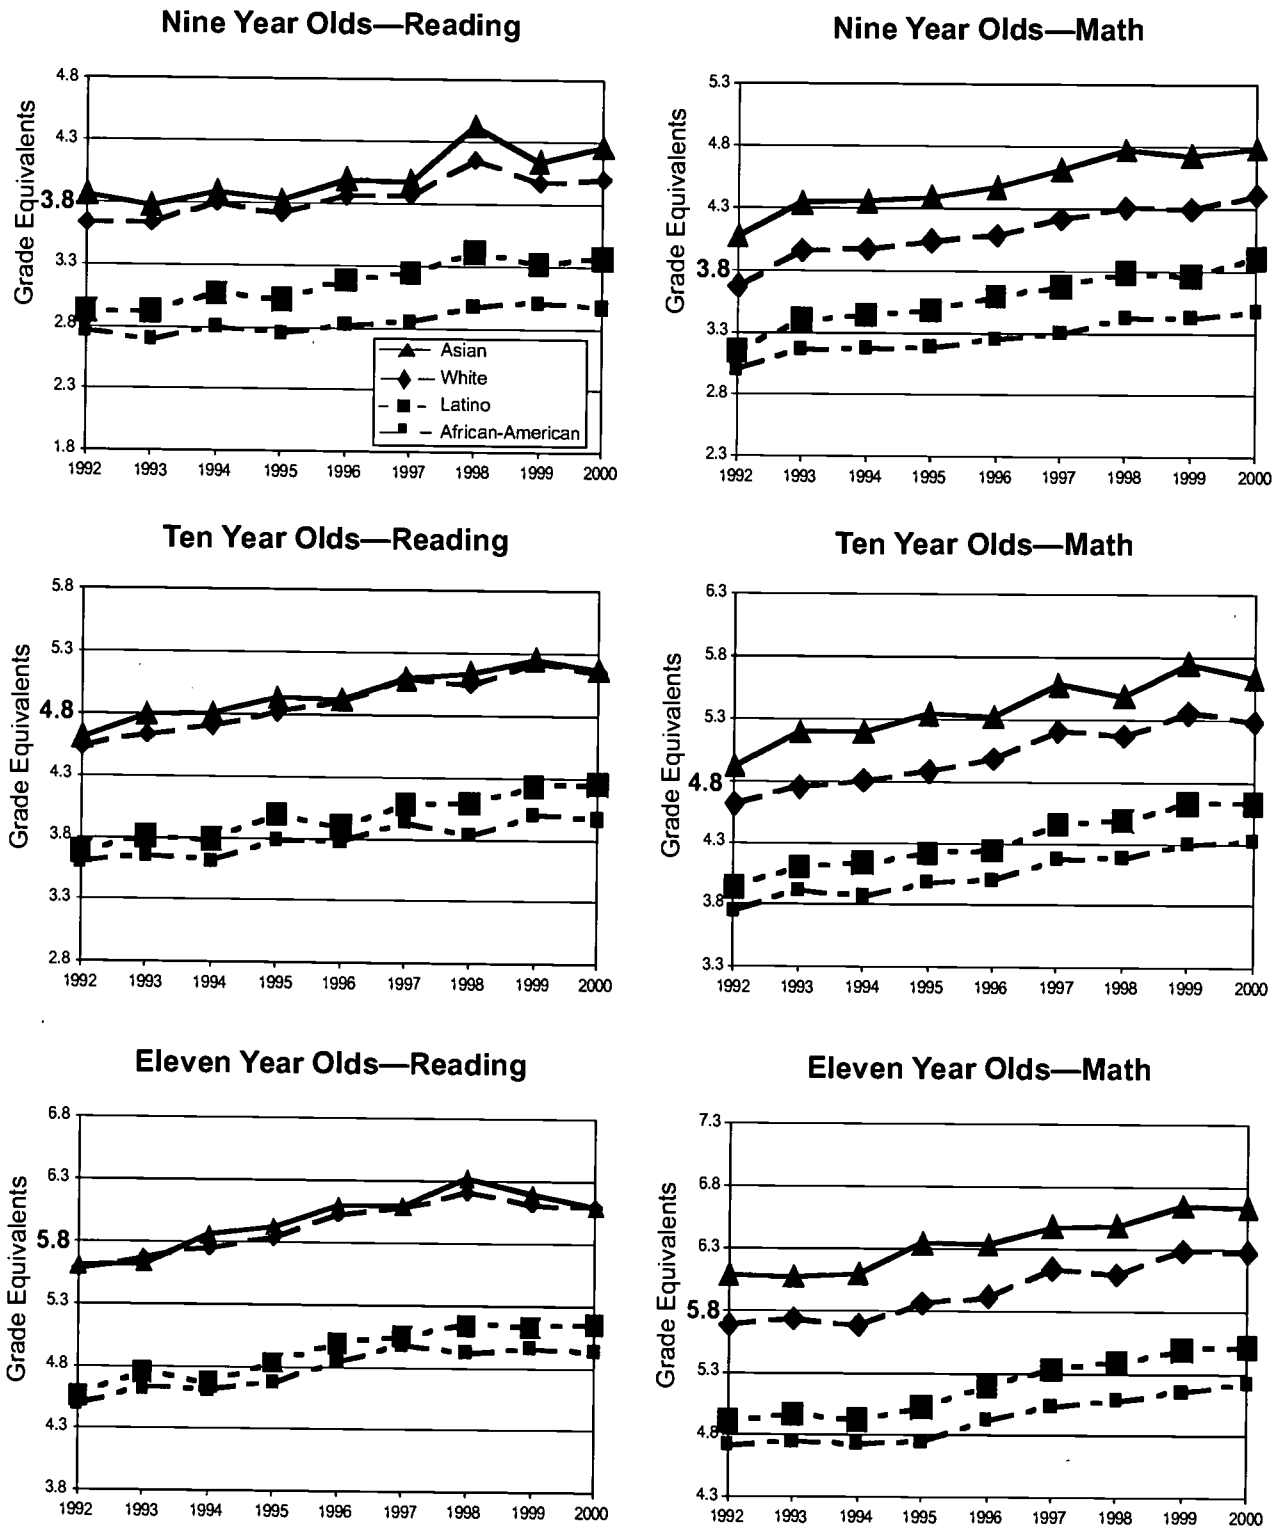 Nine Year Olds—Reading
Grade Equivalents
4.8
4.3
3.8
3.3
2.8
2.3
1.8
Asian
White
Latino
African-American
1992 1993 1994 1995 1996 1997 1998 1999 2000
Nine Year Olds—Math
Grade Equivalents
5.3
4.8
4.3
3.8
3.3
2.8
2.3
1992 1993 1994 1995 1996 1997 1998 1999 2000
Ten Year Olds—Reading
Grade Equivalents
5.8
5.3
4.8
4.3
3.8
3.3
2.8
1992 1993 1994 1995 1996 1997 1998 1999 2000
Ten Year Olds—Math
Grade Equivalents
6.3
5.8
5.3
4.8
4.3
3.8
3.3
1992 1993 1994 1995 1996 1997 1998 1999 2000
Eleven Year Olds—Reading
Grade Equivalents
6.8
6.3
5.8
5.3
4.8
4.3
3.8
1992 1993 1994 1995 1996 1997 1998 1999 2000
Eleven Year Olds—Math
Grade Equivalents
7.3
6.8
6.3
5.8
5.3
4.8
4.3
1992 1993 1994 1995 1996 1997 1998 1999 2000